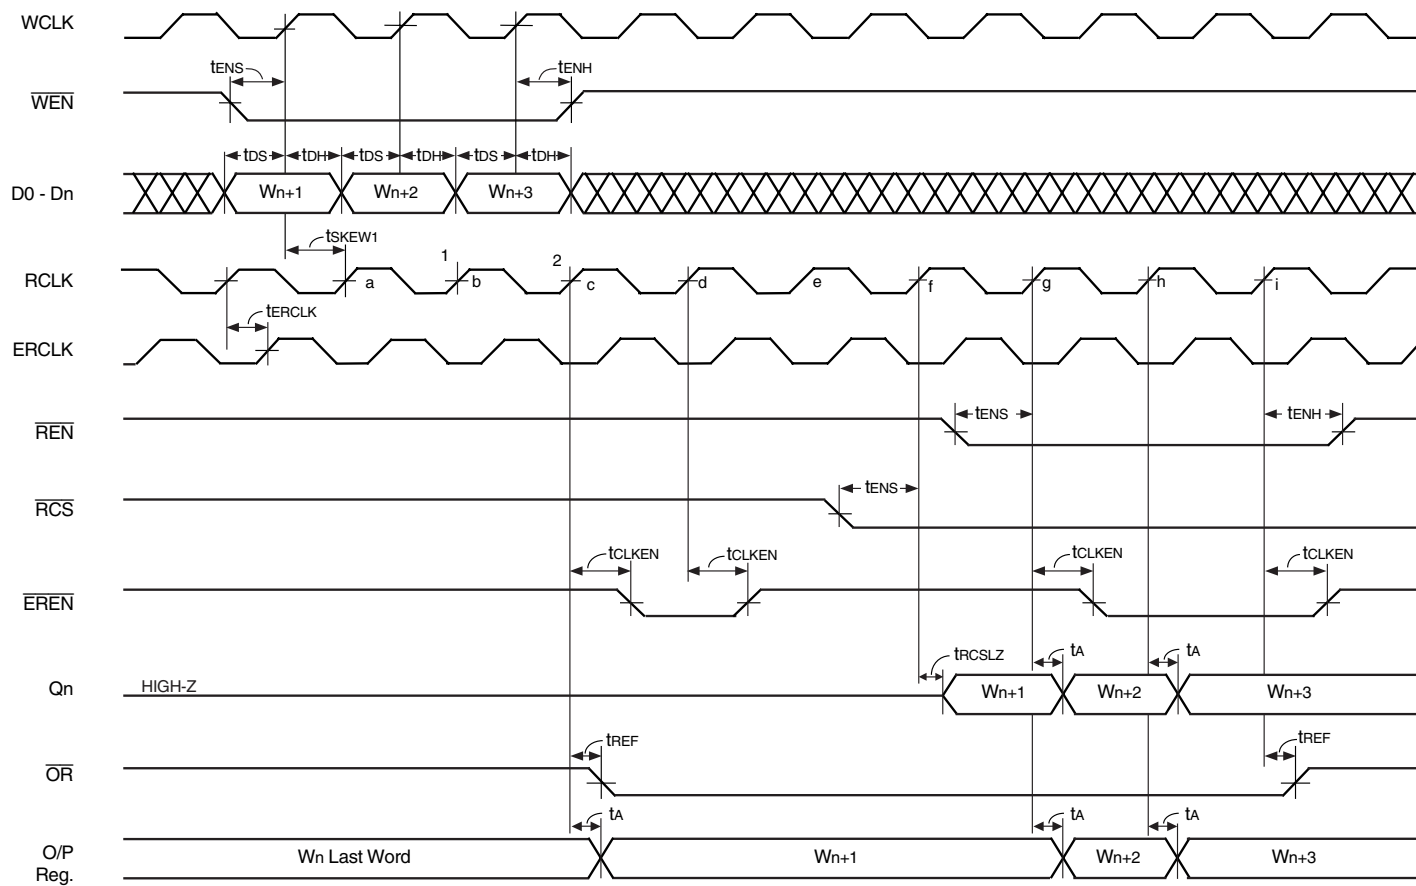 WCLK
tENS
tENH
WEN
tDS tDH tDS tDH tDS tDH
D0 - Dn
Wn+1 Wn+2 Wn+3
tSKEW1
1 2
RCLK
a b c d e f g h i
tERCLK
ERCLK
REN
tENS tENH
RCS
tENS
tCLKEN tCLKEN tCLKEN tCLKEN
EREN
tRCSLZ tA tA
Qn
HIGH-Z
Wn+1 Wn+2 Wn+3
tREF tREF
OR
tA tA tA
O/P
Reg.
Wn Last Word Wn+1 Wn+2 Wn+3